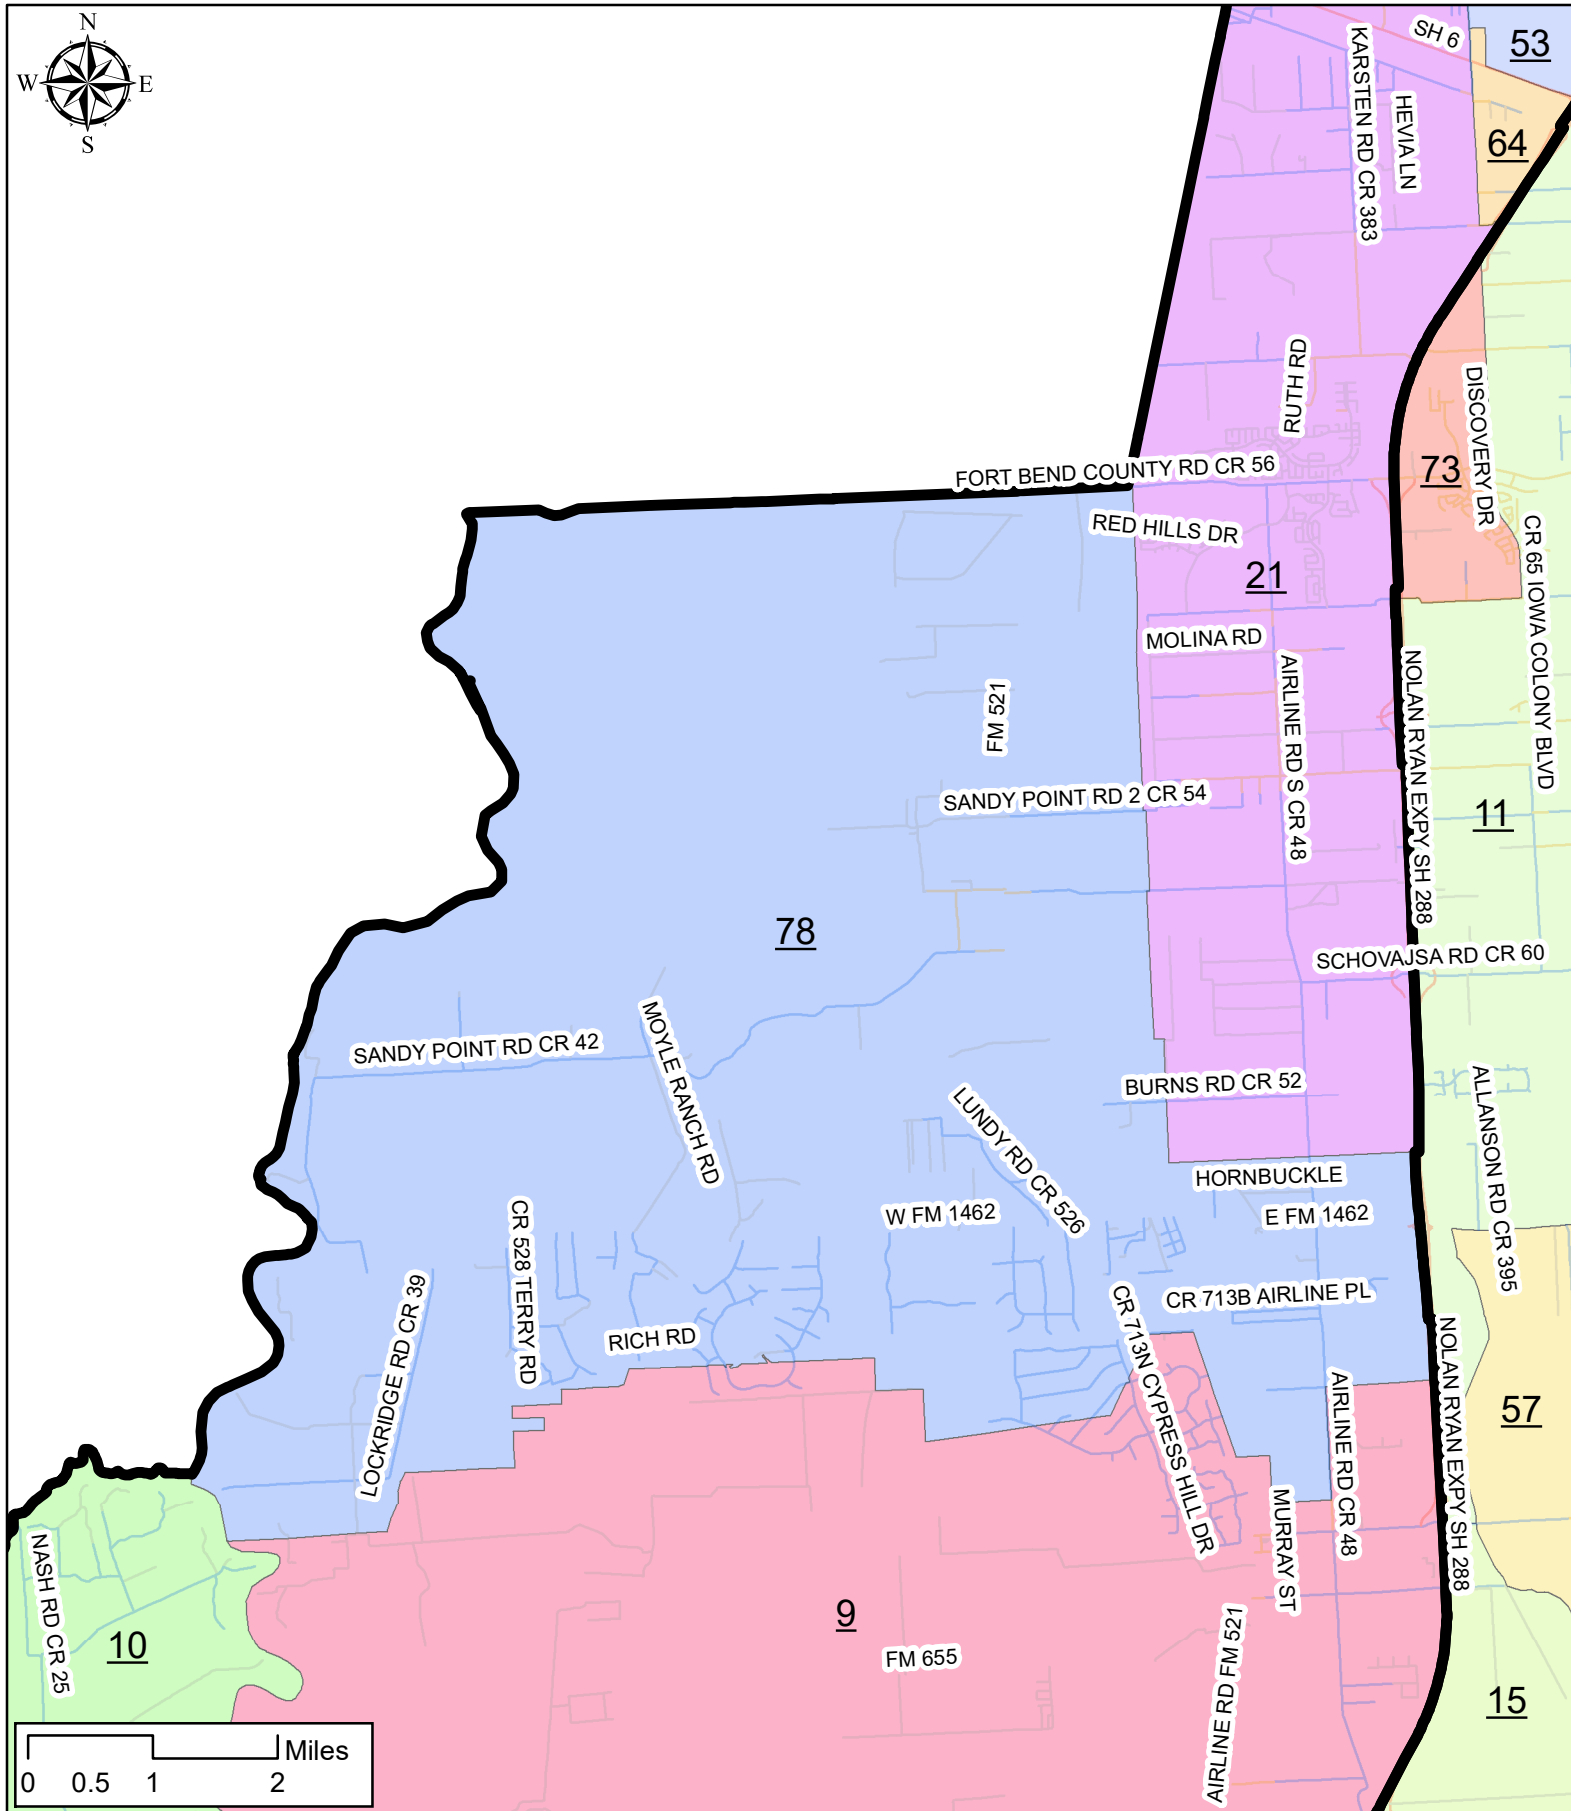 N
W
E
S
SH 6
53
KARSTEN RD CR 383
HEVIA LN
64
RUTH RD
DISCOVERY DR
73
FORT BEND COUNTY RD CR 56
RED HILLS DR
21
CR 65 IOWA COLONY BLVD
MOLINA RD
AIRLINE RD S CR 48
NOLAN RYAN EXPY SH 288
FM 521
SANDY POINT RD 2 CR 54
11
78
SCHOVAJSA RD CR 60
SANDY POINT RD CR 42
MOYLE RANCH RD
BURNS RD CR 52
LUNDY RD CR 526
ALLANSON RD CR 395
HORNBUCKLE
W FM 1462
E FM 1462
CR 528 TERRY RD
LOCKRIDGE RD CR 39
RICH RD
CR 713B AIRLINE PL
CR 713N CYPRESS HILL DR
NOLAN RYAN EXPY SH 288
57
AIRLINE RD CR 48
MURRAY ST
NASH RD CR 25
10
9
FM 655
AIRLINE RD FM 521
15
Miles
0 0.5 1 2